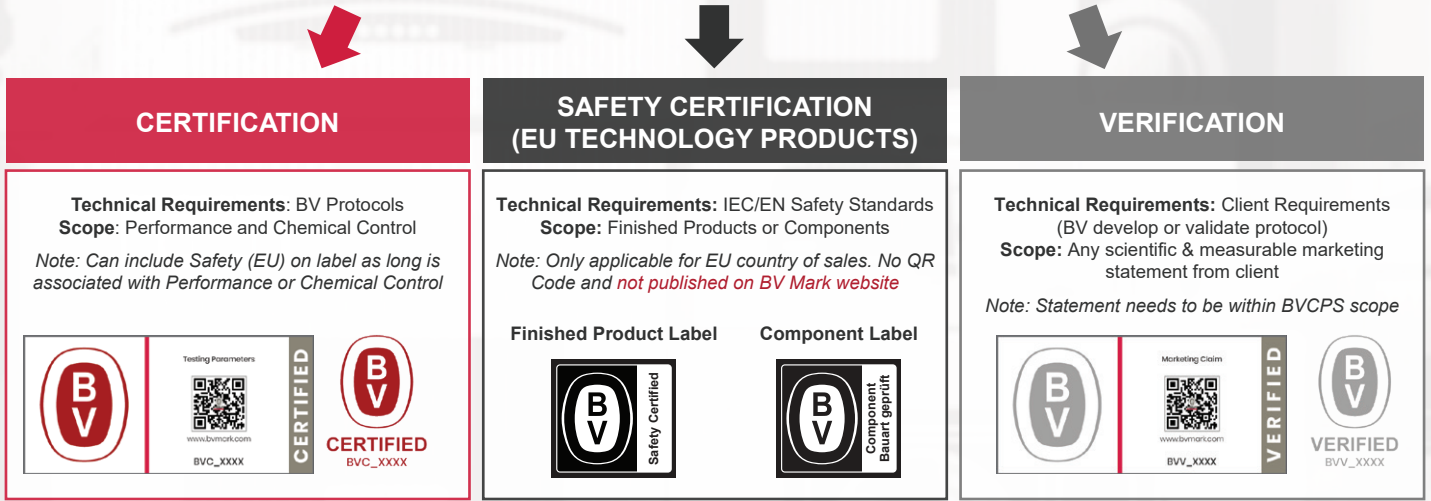 CERTIFICATION
Technical Requirements: BV Protocols
Scope: Performance and Chemical Control
Note: Can include Safety (EU) on label as long is
associated with Performance or Chemical Control
B
V
Testing Parameters
www.bvmark.com
BVC_XXXX
CERTIFIED
B
V
CERTIFIED
BVC_XXXX
SAFETY CERTIFICATION
(EU TECHNOLOGY PRODUCTS)
Technical Requirements: IEC/EN Safety Standards
Scope: Finished Products or Components
Note: Only applicable for EU country of sales. No QR
Code and not published on BV Mark website
Finished Product Label
B
V
Safety Certified
Component Label
B
V
Component
Bauart geprüft
VERIFICATION
Technical Requirements: Client Requirements
(BV develop or validate protocol)
Scope: Any scientific & measurable marketing
statement from client
Note: Statement needs to be within BVCPS scope
B
V
Marketing Claim
www.bvmark.com
BVV_XXXX
VERIFIED
B
V
VERIFIED
BVV_XXXX